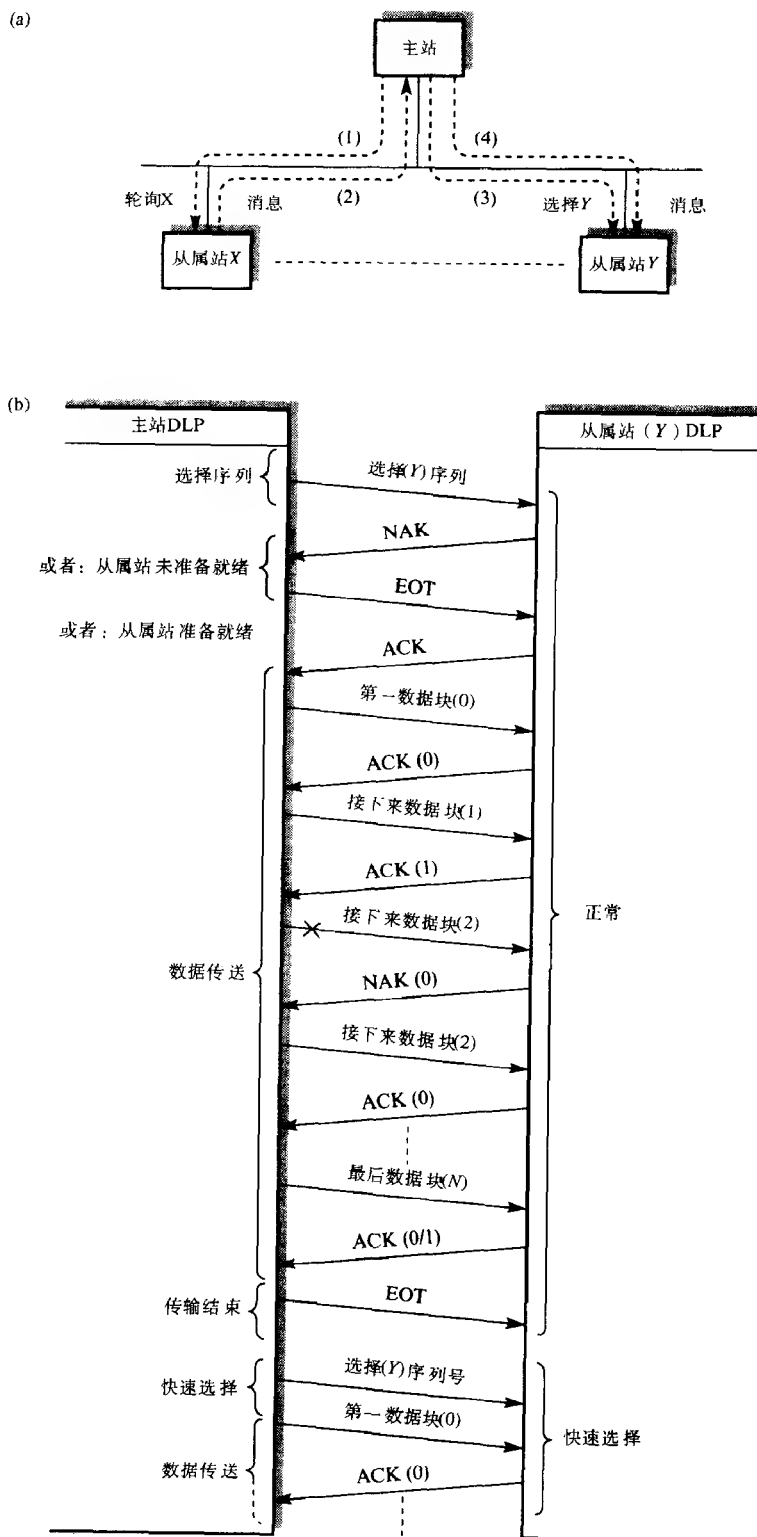 (a)
主站
(1)
(4)
轮询X
消息
(2)
(3)
选择Y
消息
从属站X
从属站Y
(b)
主站DLP
从属站（Y）DLP
选择序列
选择(Y)序列
NAK
或者：从属站未准备就绪
EOT
或者：从属站准备就绪
ACK
第一数据块(0)
ACK (0)
接下来数据块(1)
ACK (1)
接下来数据块(2)
正常
数据传送
NAK (0)
接下来数据块(2)
ACK (0)
最后数据块(N)
ACK (0/1)
传输结束
EOT
快速选择
选择(Y)序列号
第一数据块(0)
快速选择
数据传送
ACK (0)